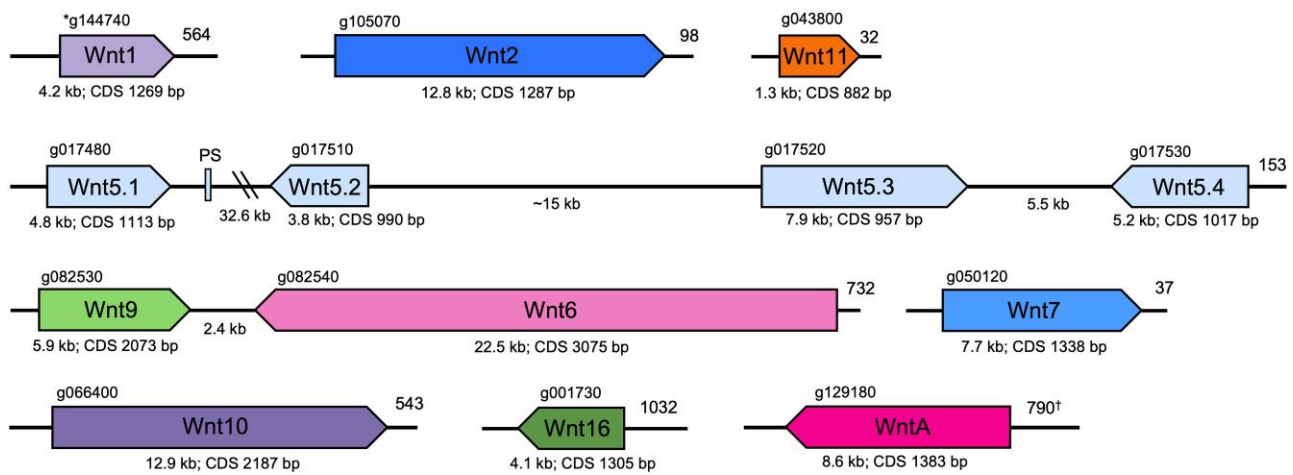 *g144740
564
Wnt1
4.2 kb; CDS 1269 bp
g105070
98
Wnt2
12.8 kb; CDS 1287 bp
g043800
32
Wnt11
1.3 kb; CDS 882 bp
g017480
Wnt5.1
4.8 kb; CDS 1113 bp
PS
32.6 kb
g017510
Wnt5.2
3.8 kb; CDS 990 bp
~15 kb
g017520
Wnt5.3
7.9 kb; CDS 957 bp
5.5 kb
g017530
153
Wnt5.4
5.2 kb; CDS 1017 bp
g082530
Wnt9
5.9 kb; CDS 2073 bp
2.4 kb
g082540
732
Wnt6
22.5 kb; CDS 3075 bp
g050120
37
Wnt7
7.7 kb; CDS 1338 bp
g066400
543
Wnt10
12.9 kb; CDS 2187 bp
g001730
1032
Wnt16
4.1 kb; CDS 1305 bp
g129180
790†
WntA
8.6 kb; CDS 1383 bp